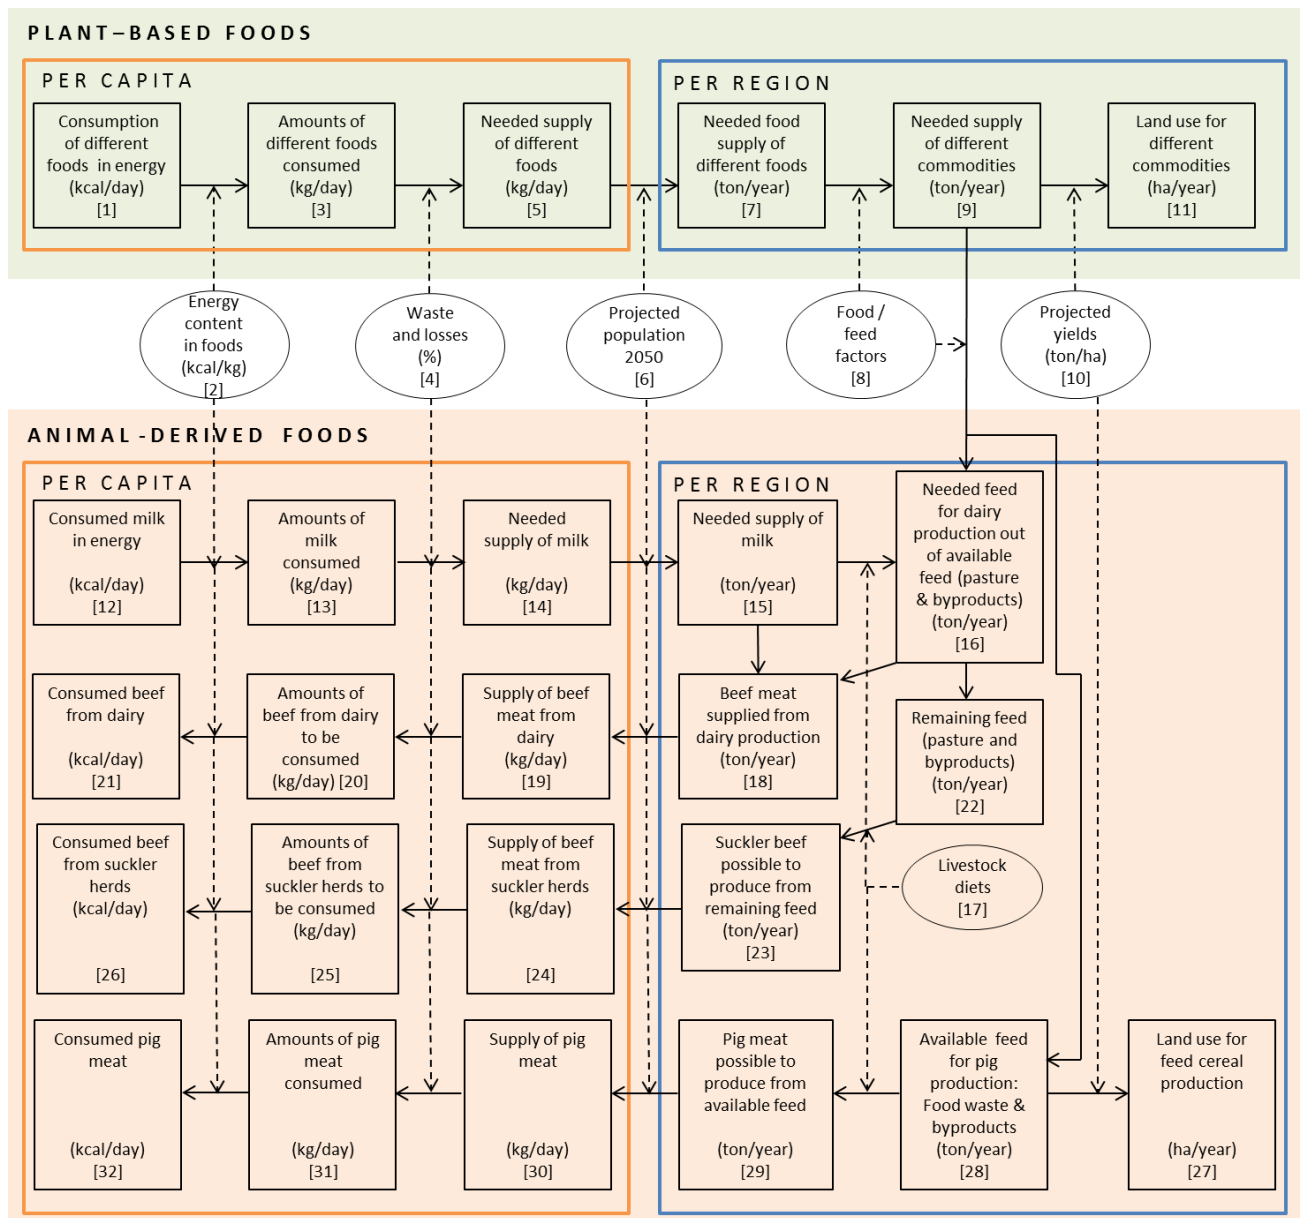 PLANT–BASED FOODS
PER CAPITA
Consumption
of different
foods in energy
(kcal/day)
[1]
Amounts of
different foods
consumed
(kg/day)
[3]
Needed supply
of different
foods
(kg/day)
[5]
PER REGION
Needed food
supply of
different foods
(ton/year)
[7]
Needed supply
of different
commodities
(ton/year)
[9]
Land use for
different
commodities
(ha/year)
[11]
Energy
content
in foods
(kcal/kg)
[2]
Waste
and losses
(%)
[4]
Projected
population
2050
[6]
Food /
feed
factors
[8]
Projected
yields
(ton/ha)
[10]
ANIMAL-DERIVED FOODS
PER CAPITA
Consumed milk
in energy
(kcal/day)
[12]
Amounts of
milk
consumed
(kg/day)
[13]
Needed
supply of milk
(kg/day)
[14]
PER REGION
Needed supply of
milk
(ton/year)
[15]
Needed feed
for dairy
production out
of available
feed (pasture
& byproducts)
(ton/year)
[16]
Consumed beef
from dairy
(kcal/day)
[21]
Amounts of
beef from dairy
to be
consumed
(kg/day) [20]
Supply of beef
meat from
dairy
(kg/day)
[19]
Beef meat
supplied from
dairy production
(ton/year)
[18]
Remaining feed
(pasture and
byproducts)
(ton/year)
[22]
Consumed beef
from suckler
herds
(kcal/day)
[26]
Amounts of
beef from
suckler herds to
be consumed
(kg/day)
[25]
Supply of beef
meat from
suckler herds
(kg/day)
[24]
Suckler beef
possible to
produce from
remaining feed
(ton/year)
[23]
Livestock
diets
[17]
Consumed pig
meat
(kcal/day)
[32]
Amounts of pig
meat
consumed
(kg/day)
[31]
Supply of pig
meat
(kg/day)
[30]
Pig meat
possible to
produce from
available feed
(ton/year)
[29]
Available feed
for pig
production:
Food waste &
byproducts
(ton/year)
[28]
Land use for
feed cereal
production
(ha/year)
[27]